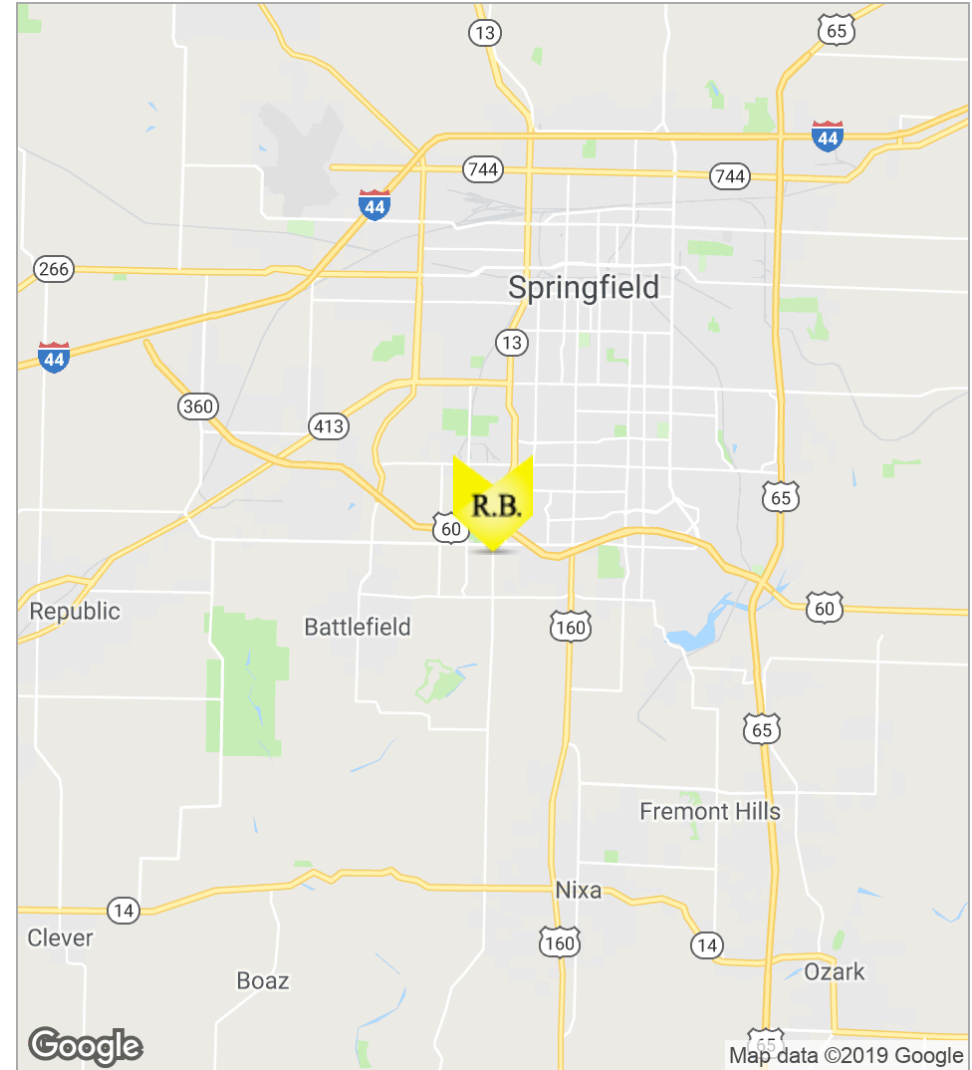 13
65
44
744
744
44
266
Springfield
13
44
360
413
65
R.B.
60
Republic
60
Battlefield
160
65
Fremont Hills
Nixa
14
Clever
160
14
Ozark
Boaz
65
Google
Map data ©2019 Google